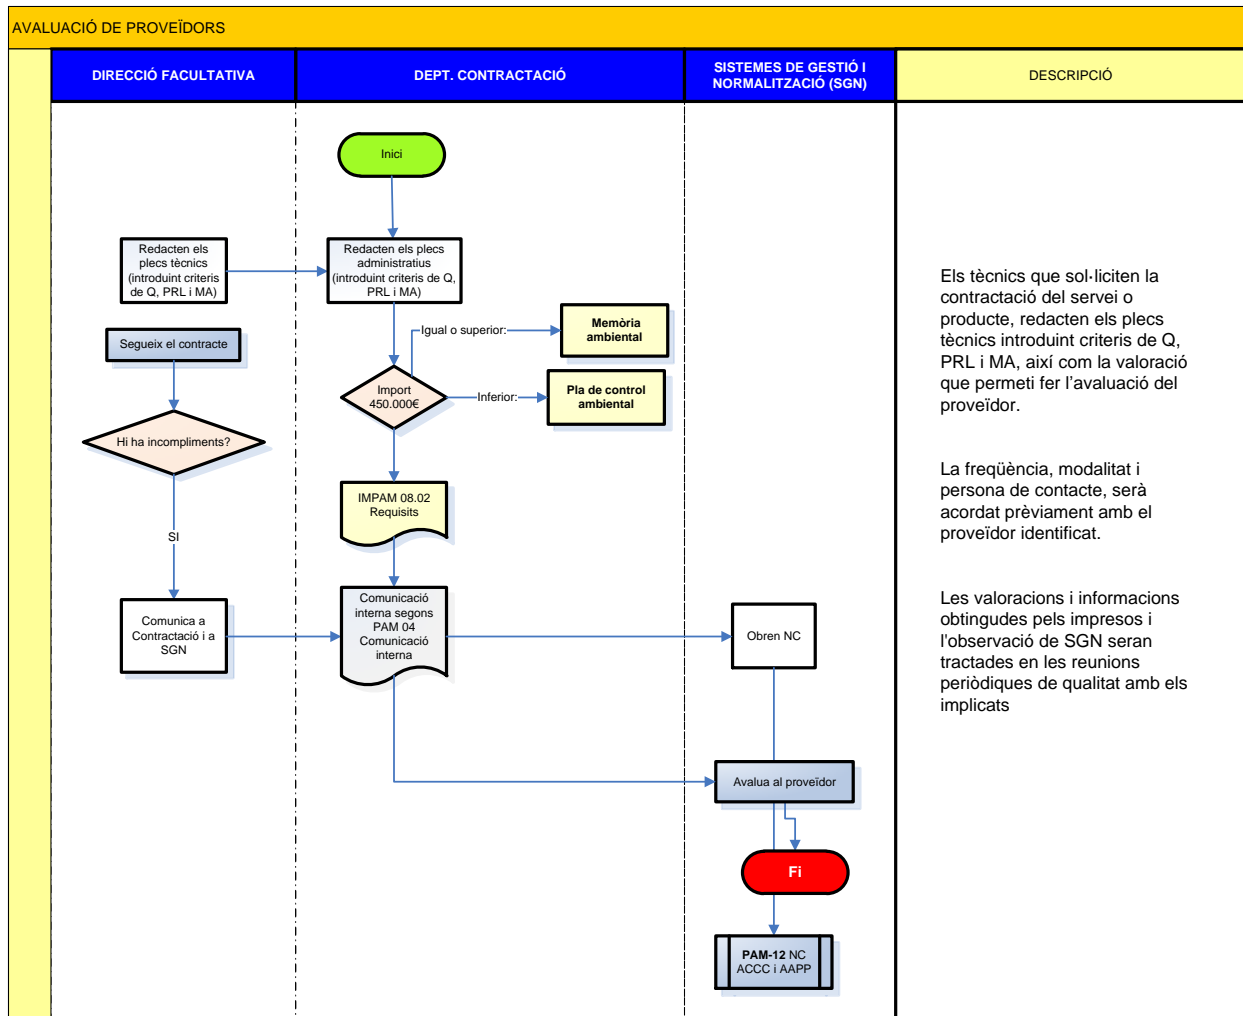 AVALUACIÓ DE PROVEÏDORS
DIRECCIÓ FACULTATIVA
DEPT. CONTRACTACIÓ
SISTEMES DE GESTIÓ I
NORMALITZACIÓ (SGN)
DESCRIPCIÓ
Inici
Redacten els
plecs tècnics
(introduint criteris
de Q, PRL i MA)
Redacten els plecs
administratius
(introduint criteris de Q,
PRL i MA)
Segueix el contracte
Igual o superior:
Memòria
ambiental
Import
450.000€
Inferior:
Pla de control
ambiental
Hi ha incompliments?
SI
IMPAM 08.02
Requisits
Comunica a
Contractació i a
SGN
Comunicació
interna segons
PAM 04
Comunicació
interna
Obren NC
Avalua al proveïdor
Fi
PAM-12 NC
ACCC i AAPP
Els tècnics que sol·liciten la
contractació del servei o
producte, redacten els plecs
tècnics introduint criteris de Q,
PRL i MA, així com la valoració
que permeti fer l’avaluació del
proveïdor.
La freqüència, modalitat i
persona de contacte, serà
acordat prèviament amb el
proveïdor identificat.
Les valoracions i informacions
obtingudes pels impresos i
l'observació de SGN seran
tractades en les reunions
periòdiques de qualitat amb els
implicats